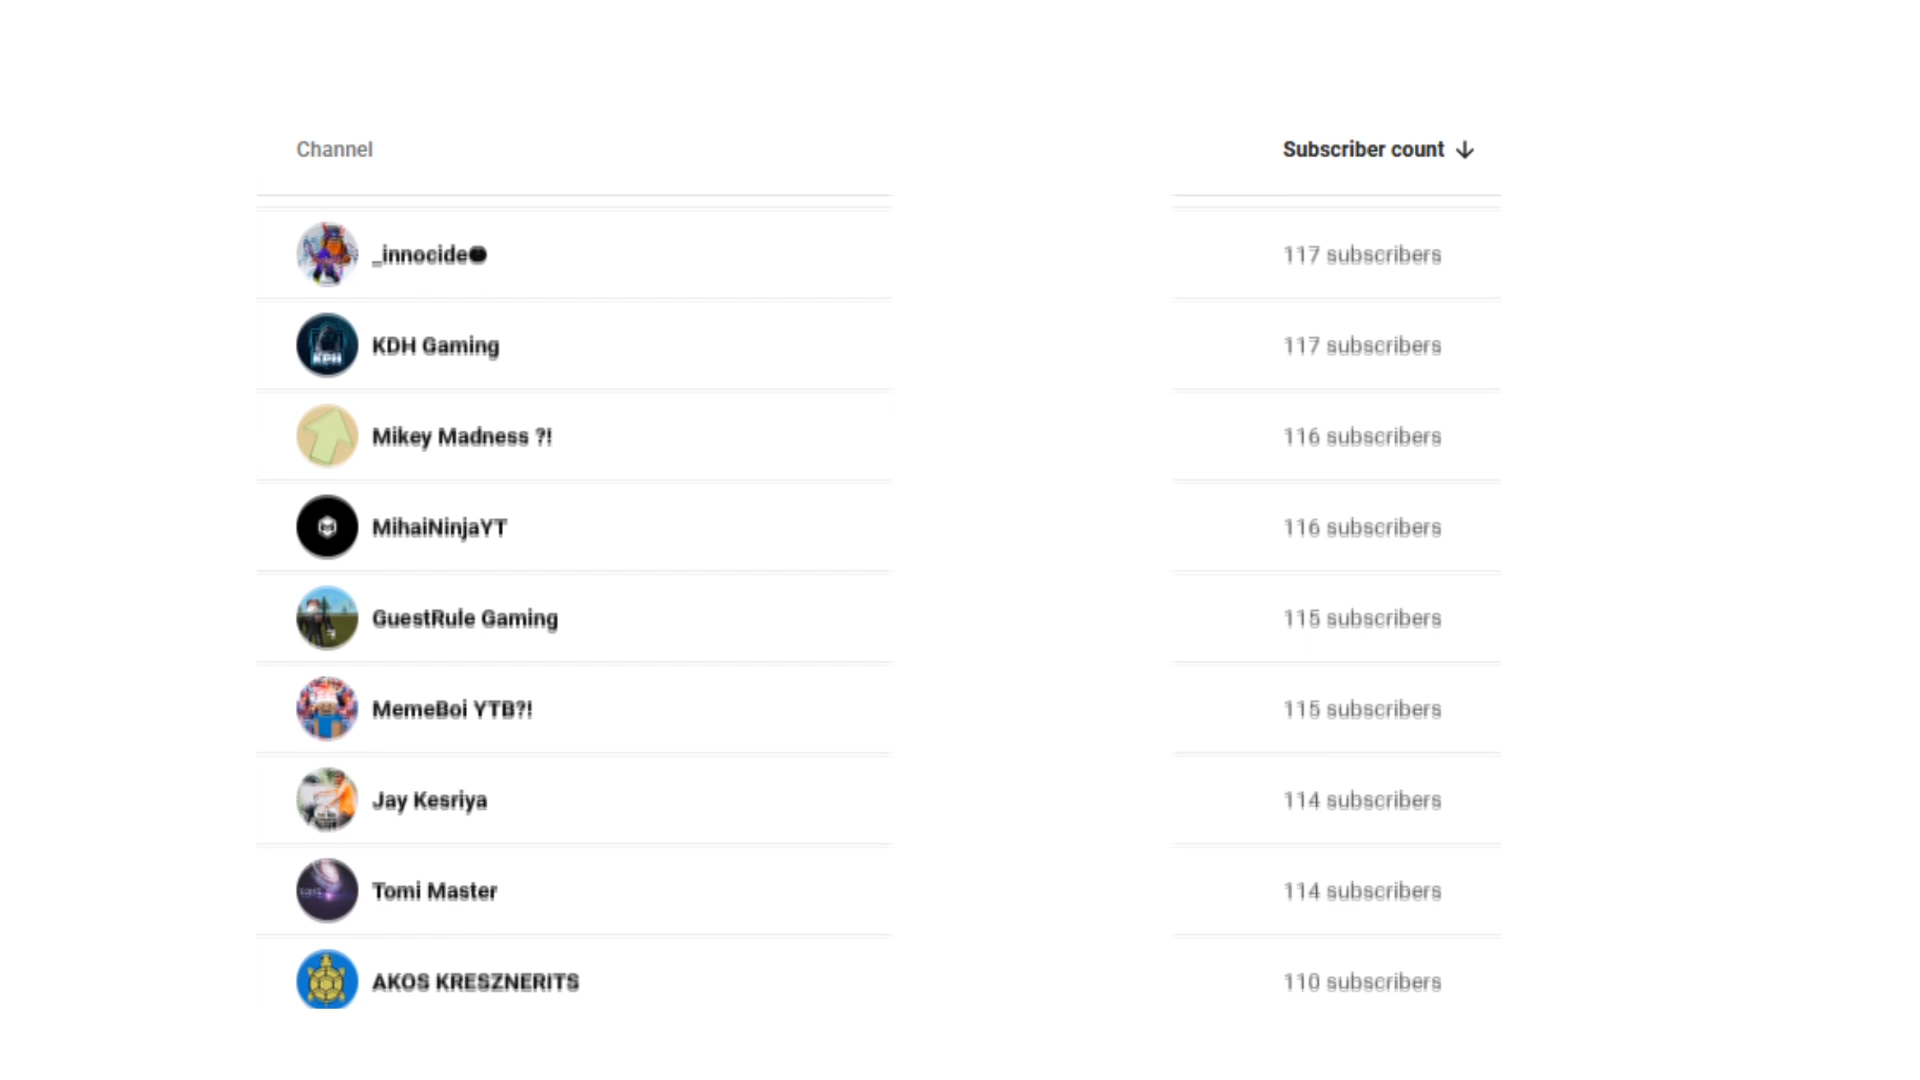 Channel Subscriber count
_innocide 117 subscribers
KDH Gaming 117 subscribers
Mikey Madness ?! 116 subscribers
MihaiNinjaYT 116 subscribers
GuestRule Gaming 115 subscribers
MemeBoi YTB?! 115 subscribers
Jay Kesriya 114 subscribers
Tomi Master 114 subscribers
AKOS KRESZNERITS 110 subscribers